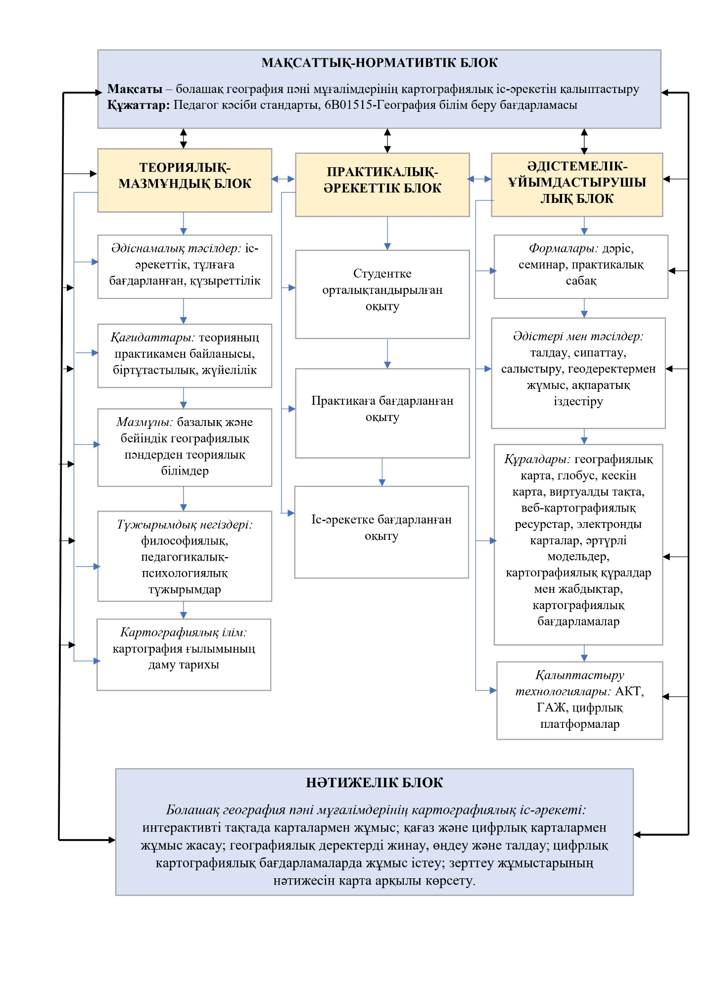 МАҚСАТТЫҚ-НОРМАТИВТІК БЛОК
Мақсаты – болашақ география пәні мұғалімдерінің картографиялық іс-әрекетін қалыптастыру
Құжаттар: Педагог кәсіби стандарты, 6В01515-География білім беру бағдарламасы
ТЕОРИЯЛЫҚ-
МАЗМҰНДЫҚ БЛОК
Әдіснамалық тәсілдер: іс-
әрекеттік, тұлғаға
бағдарланған, құзыреттілік
Қағидаттары: теорияның
практикамен байланысы,
біртұтастылық, жүйелілік
Мазмұны: базалық және
бейіндік географиялық
пәндерден теориялық
білімдер
Тұжырымдық негіздері:
философиялық,
педагогикалық-
психологиялық
тұжырымдар
Картографиялық ілім:
картография ғылымының
даму тарихы
ПРАКТИКАЛЫҚ-
ӘРЕКЕТТІК БЛОК
Студентке
орталықтандырылған
оқыту
Практикаға бағдарланған
оқыту
Іс-әрекетке бағдарланған
оқыту
ӘДІСТЕМЕЛІК-
ҰЙЫМДАСТЫРУШЫ
ЛЫҚ БЛОК
Формалары: дәріс,
семинар, практикалық
сабақ
Әдістері мен тәсілдер:
талдау, сипаттау,
салыстыру, геодеректермен
жұмыс, ақпаратық
іздестіру
Құралдары: географиялық
карта, глобус, кескін
карта, виртуалды тақта,
веб-картографиялық
ресурстар, электронды
карталар, әртүрлі
модельдер,
картографиялық құралдар
мен жабдықтар,
картографиялық
бағдарламалар
Қалыптастыру
технологиялары: АКТ,
ГАЖ, цифрлық
платформалар
НӘТИЖЕЛІК БЛОК
Болашақ география пәні мұғалімдерінің картографиялық іс-әрекеті:
интерактивті тақтада карталармен жұмыс; қағаз және цифрлық карталармен
жұмыс жасау; географиялық деректерді жинау, өңдеу және талдау; цифрлық
картографиялық бағдарламаларда жұмыс істеу; зерттеу жұмыстарының
нәтижесін карта арқылы көрсету.